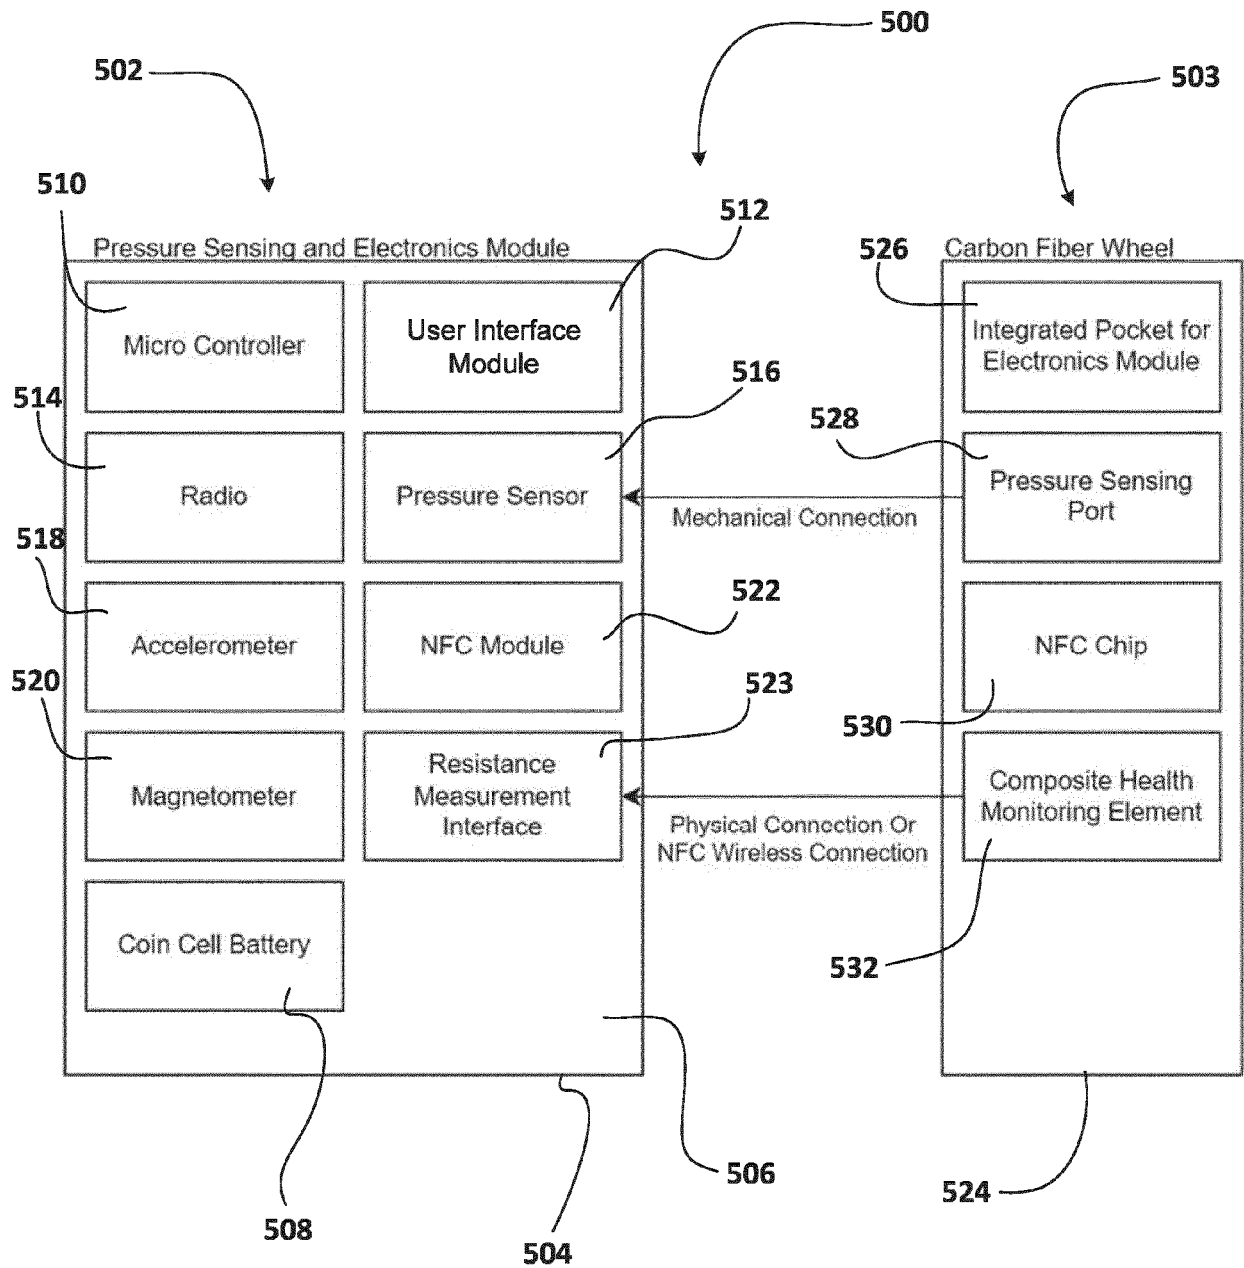 500
502
503
510
512
Pressure Sensing and Electronics Module
526
Carbon Fiber Wheel
Micro Controller
User Interface
Module
Integrated Pocket for
Electronics Module
514
516
528
Radio
Pressure Sensor
Pressure Sensing
Port
Mechanical Connection
518
522
Accelerometer
NFC Module
NFC Chip
520
523
530
Magnetometer
Resistance
Measurement
Interface
Composite Health
Monitoring Element
Physical Connection Or
NFC Wireless Connection
Coin Cell Battery
532
506
524
508
504